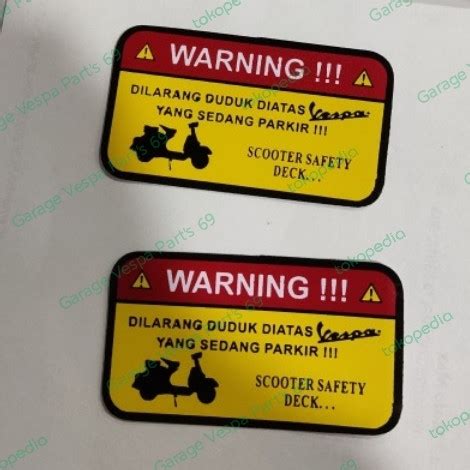 WARNING !!!
DILARANG DUDUK DIATAS Vespa
YANG SEDANG PARKIR !!!
SCOOTER SAFETY
DECK...
WARNING !!!
DILARANG DUDUK DIATAS Vespa
YANG SEDANG PARKIR !!!
SCOOTER SAFETY
DECK...
Garage Vespa Part's 69
tokopedia